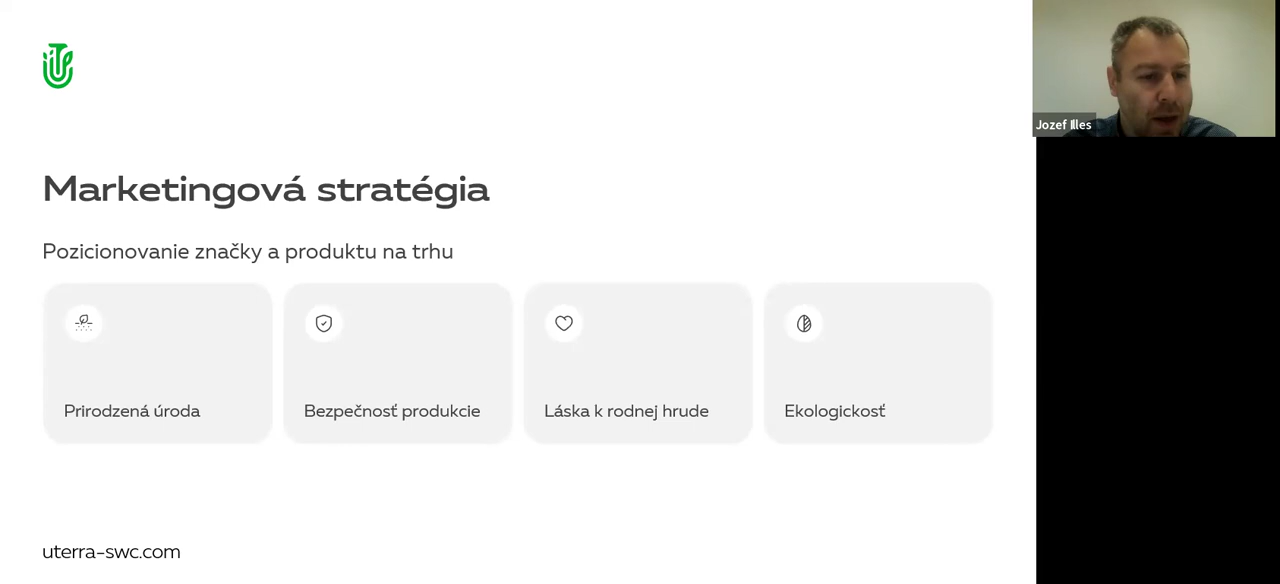 Marketingová stratégia
Pozicionovanie značky a produktu na trhu
Prirodzená úroda
Bezpečnosť produkcie
Láska k rodnej hrude
Ekologickosť
uterra-swc.com
Jozef Illes